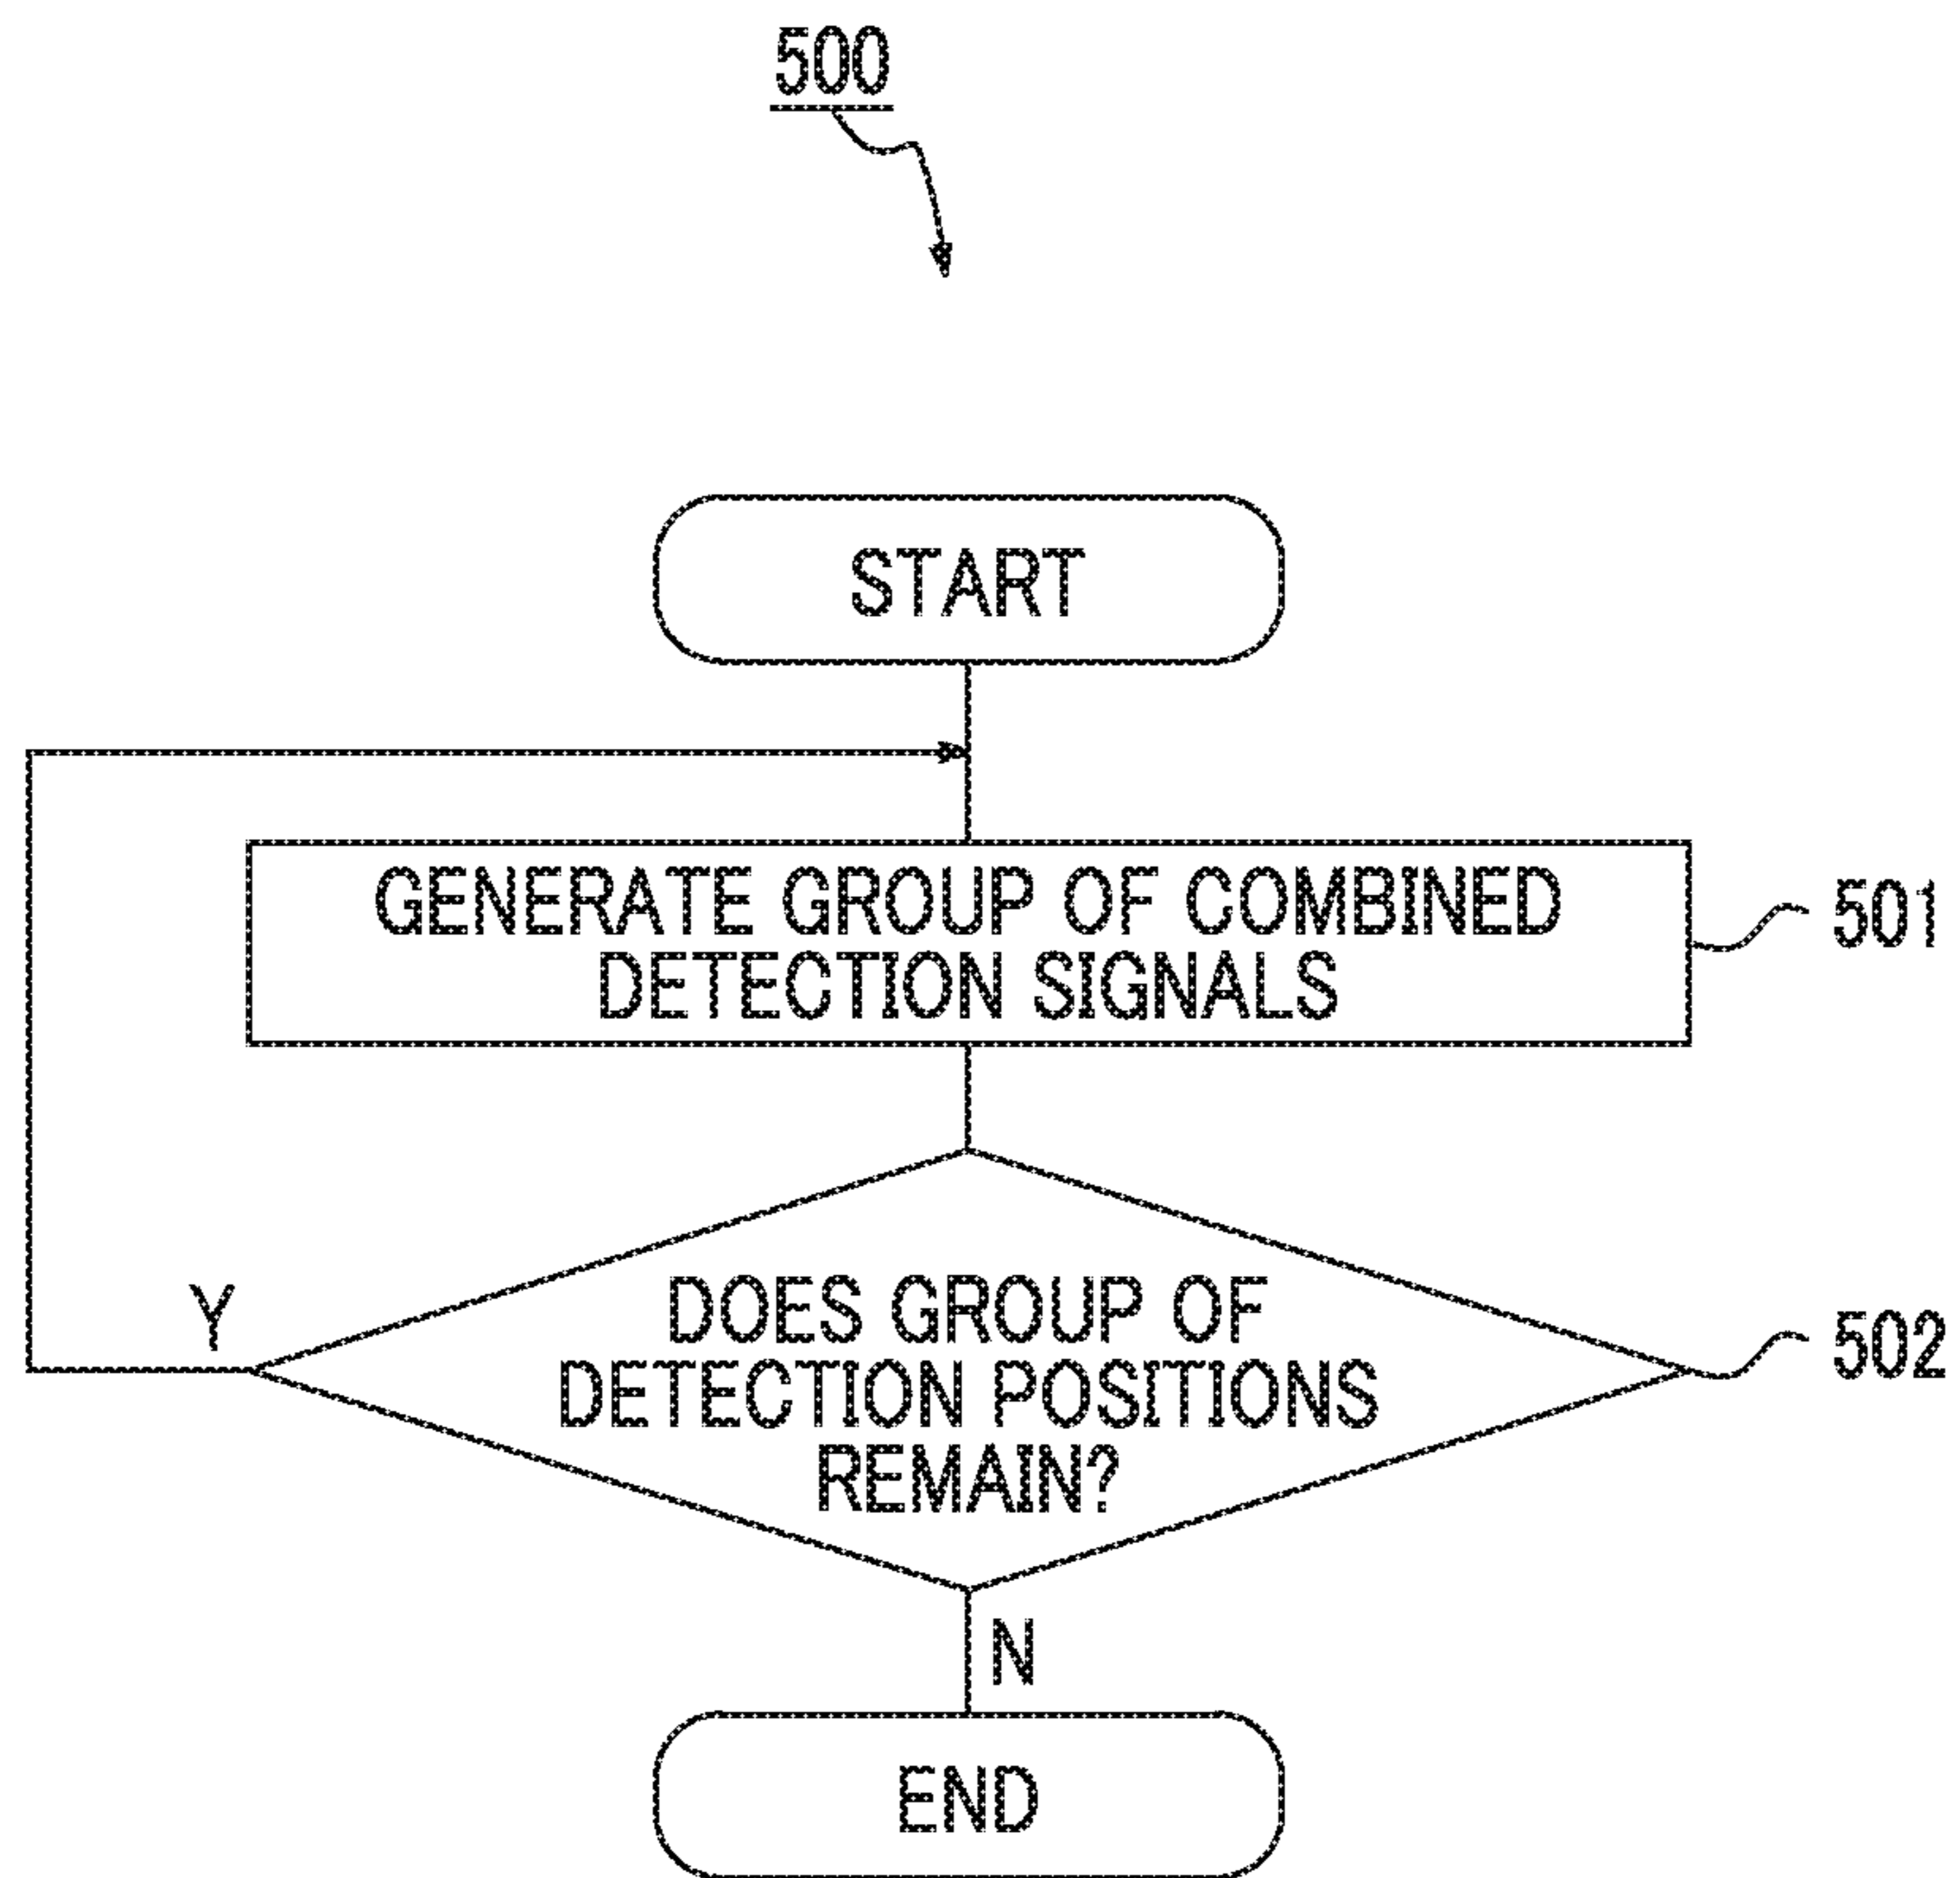 500
START
GENERATE GROUP OF COMBINED
DETECTION SIGNALS
501
Y
DOES GROUP OF
DETECTION POSITIONS
REMAIN?
502
N
END